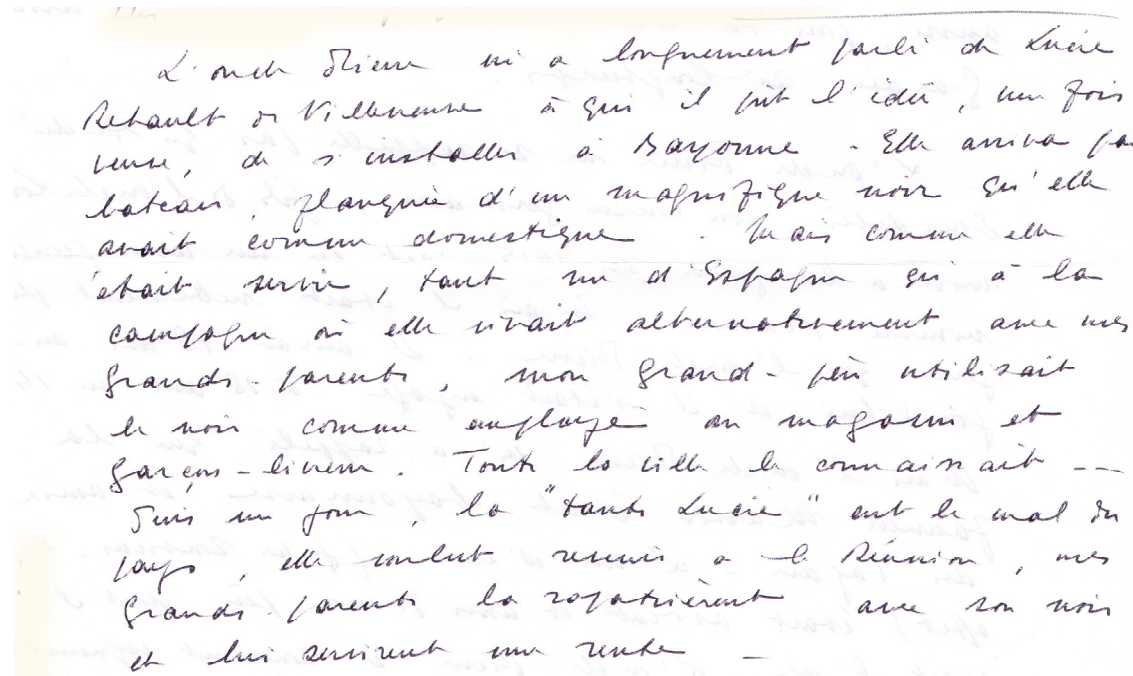 L'oncle Pierre m'a longuement parlé de Lucie
Retault de Villeneuve à qui il prit l'idée, une fois
veuve, de s'installer à Bayonne - Elle arriva par
bateau, flanquée d'un magnifique noir qu'elle
avait comme domestique. Mais comme elle
était servie, tant rue d'Espagne qu'à la
campagne où elle vivait alternativement avec mes
grands-parents, mon grand-père utilisait
le noir comme employé au magasin et
garçon-livreur. Toute la ville le connaissait ---
Puis un jour, la "tante Lucie" eut le mal du
pays, elle voulut revenir à la Réunion, mes
grands-parents la rapatrièrent avec son noir
et lui servirent une rente -